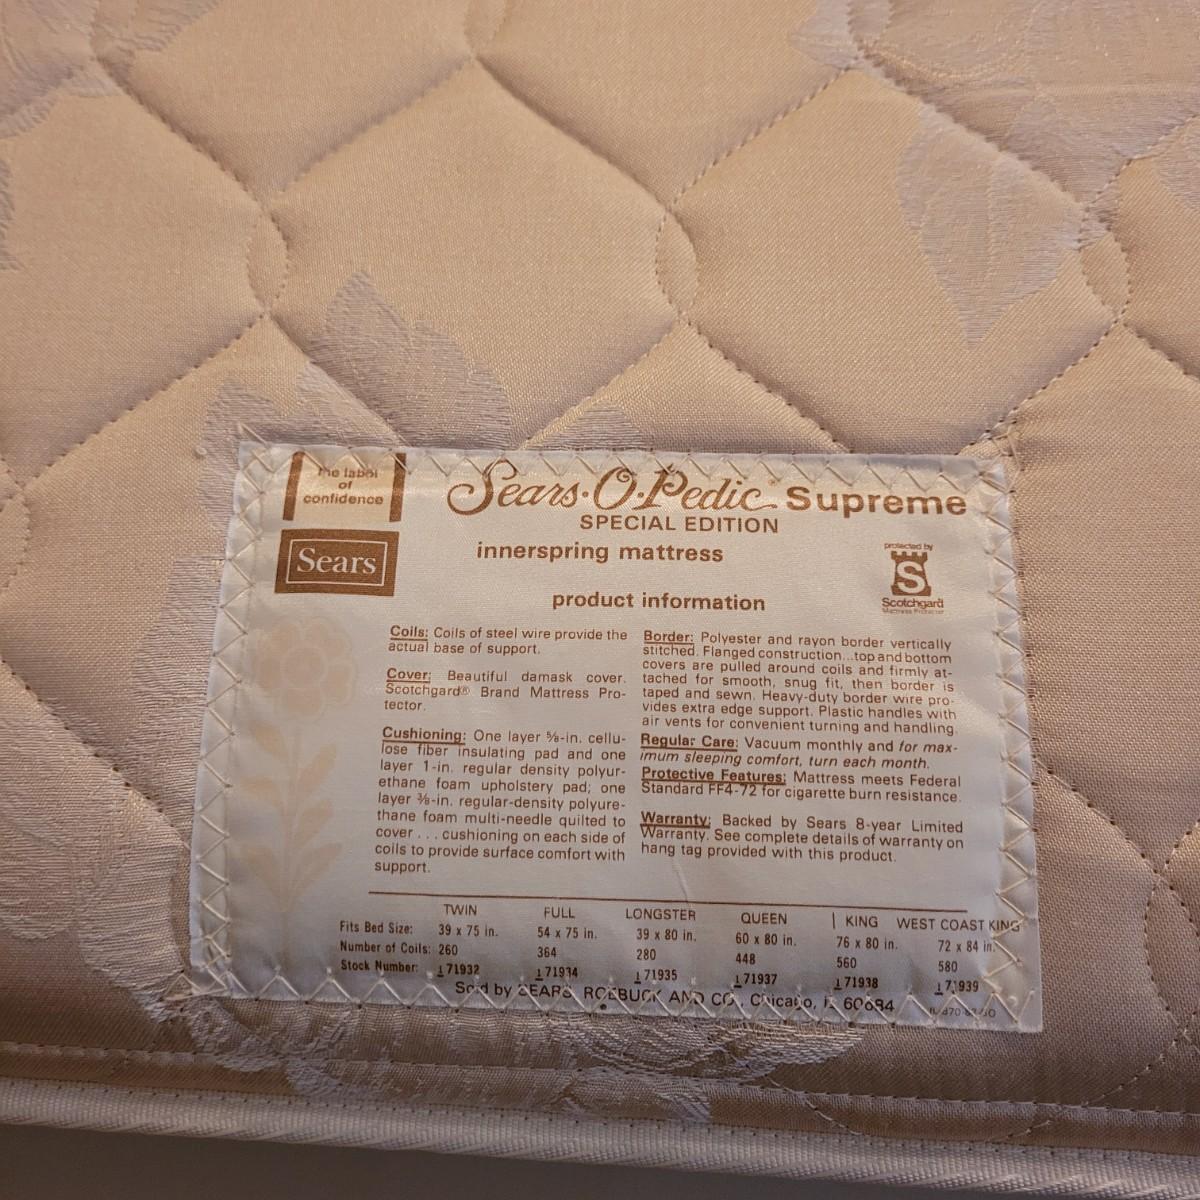 The label
of
confidence
Sears
Sears·O·Pedic® Supreme
SPECIAL EDITION
innerspring mattress
protected by
S
Scotchgard
Mattress Protector
product information
Coils: Coils of steel wire provide the
actual base of support.
Cover: Beautiful damask cover.
Scotchgard® Brand Mattress Pro-
tector.
Cushioning: One layer ⅝-in. cellu-
lose fiber insulating pad and one
layer 1-in. regular density polyur-
ethane foam upholstery pad; one
layer ⅜-in. regular-density polyure-
thane foam multi-needle quilted to
cover . . . cushioning on each side of
coils to provide surface comfort with
support.
Border: Polyester and rayon border vertically
stitched. Flanged construction...top and bottom
covers are pulled around coils and firmly at-
tached for smooth, snug fit, then border is
taped and sewn. Heavy-duty border wire pro-
vides extra edge support. Plastic handles with
air vents for convenient turning and handling.
Regular Care: Vacuum monthly and for max-
imum sleeping comfort, turn each month.
Protective Features: Mattress meets Federal
Standard FF4-72 for cigarette burn resistance.
Warranty: Backed by Sears 8-year Limited
Warranty. See complete details of warranty on
hang tag provided with this product.
TWIN FULL LONGSTER QUEEN KING WEST COAST KING
Fits Bed Size: 39 x 75 in. 54 x 75 in. 39 x 80 in. 60 x 80 in. 76 x 80 in. 72 x 84 in.
Number of Coils: 260 364 280 448 560 580
Stock Number: 171932 171934 171935 171937 171938 171939
Sold by SEARS, ROEBUCK AND CO., Chicago, IL 60684